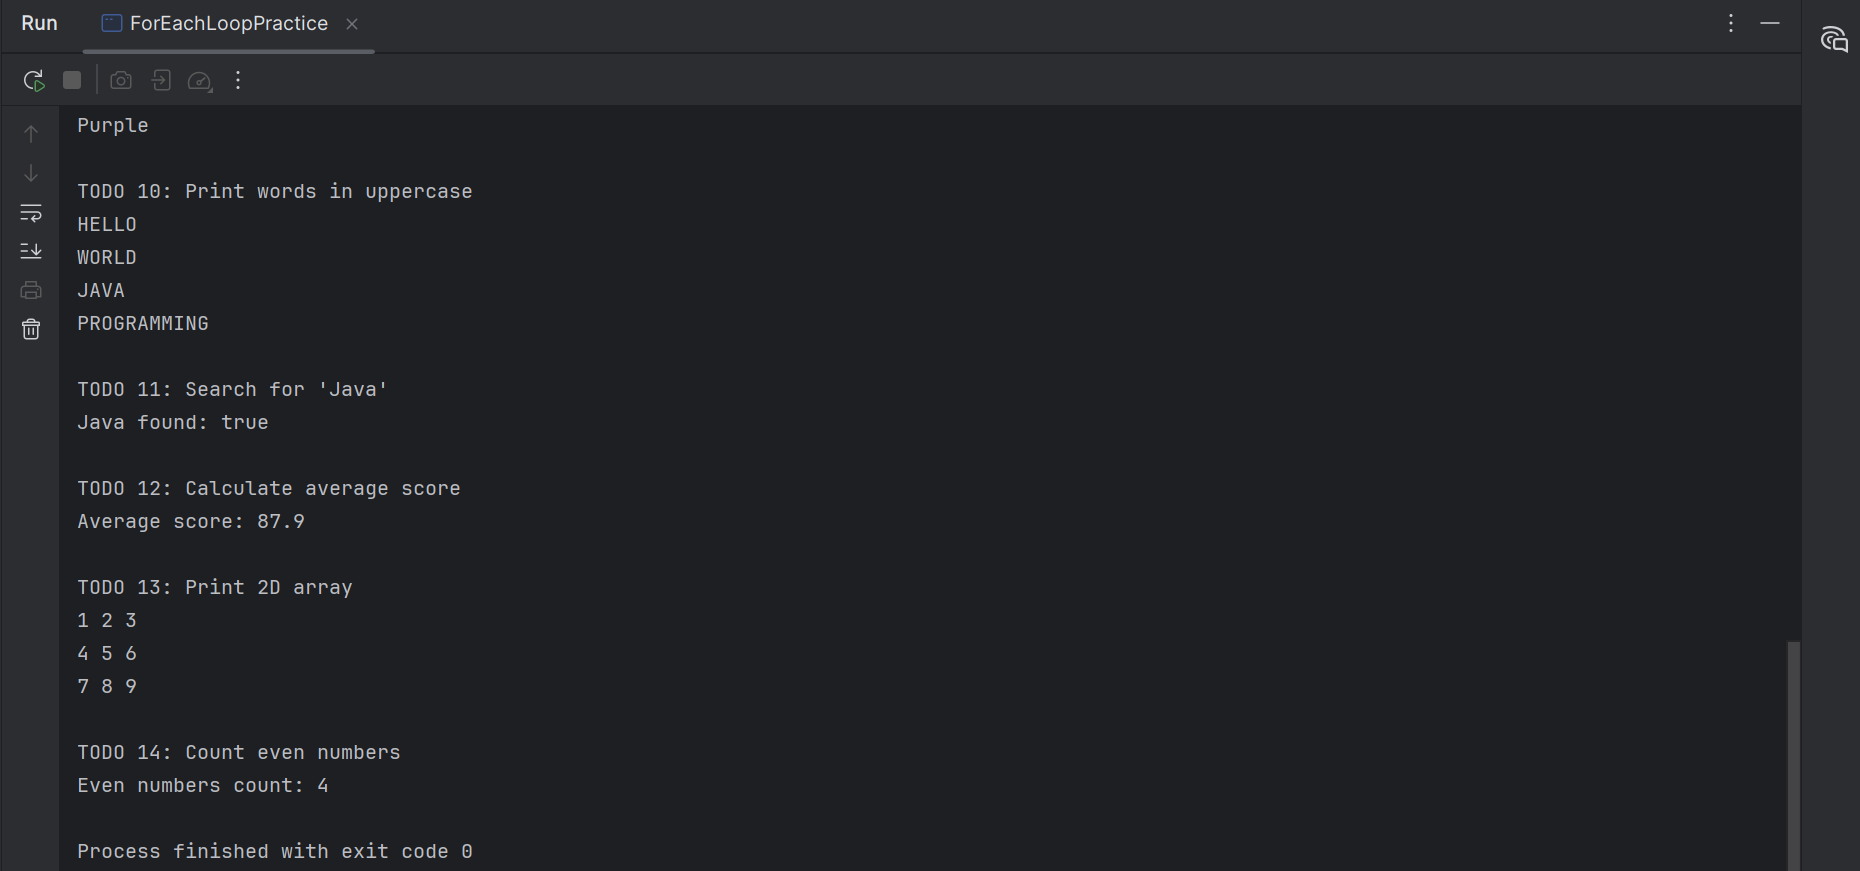 Run ForEachLoopPractice
Purple
TODO 10: Print words in uppercase
HELLO
WORLD
JAVA
PROGRAMMING
TODO 11: Search for 'Java'
Java found: true
TODO 12: Calculate average score
Average score: 87.9
TODO 13: Print 2D array
1 2 3
4 5 6
7 8 9
TODO 14: Count even numbers
Even numbers count: 4
Process finished with exit code 0